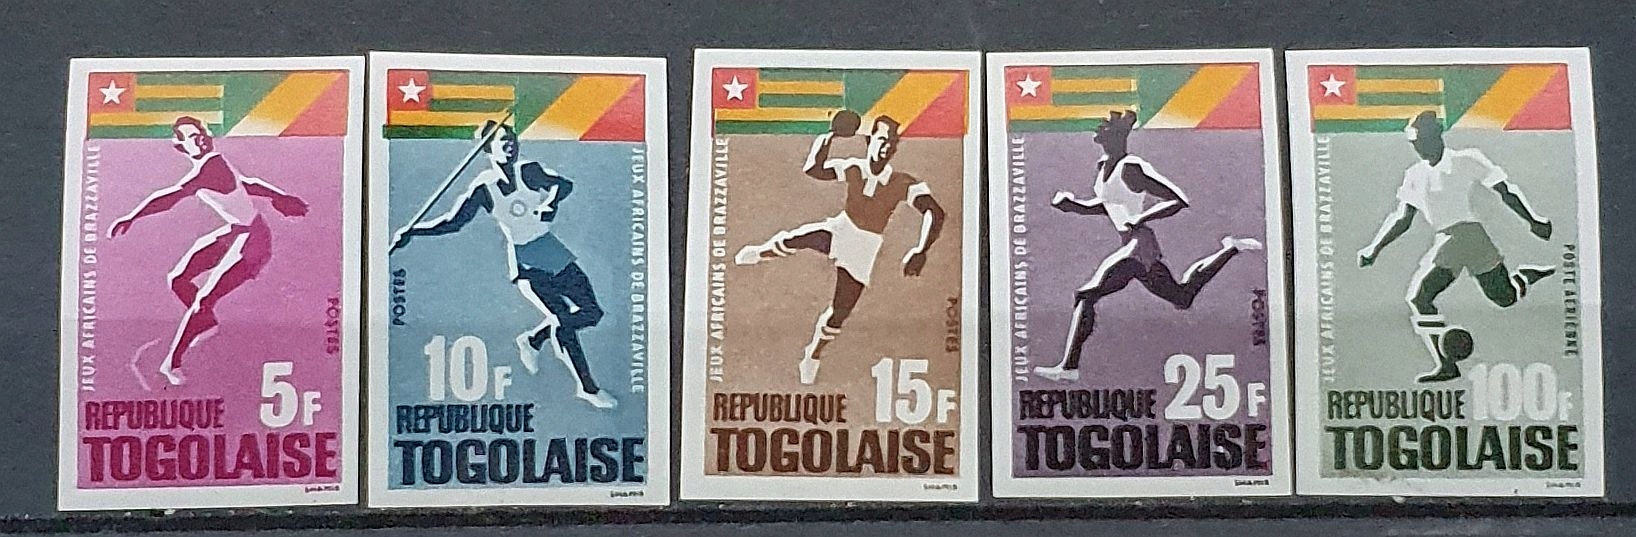 JEUX AFRICAINS DE BRAZZAVILLE
POSTES
5F
REPUBLIQUE
TOGOLAISE
JEUX AFRICAINS DE BRAZZAVILLE
POSTES
10F
REPUBLIQUE
TOGOLAISE
JEUX AFRICAINS DE BRAZZAVILLE
POSTES
15F
REPUBLIQUE
TOGOLAISE
JEUX AFRICAINS DE BRAZZAVILLE
POSTES
25F
REPUBLIQUE
TOGOLAISE
JEUX AFRICAINS DE BRAZZAVILLE
POSTE AERIENNE
100F
REPUBLIQUE
TOGOLAISE